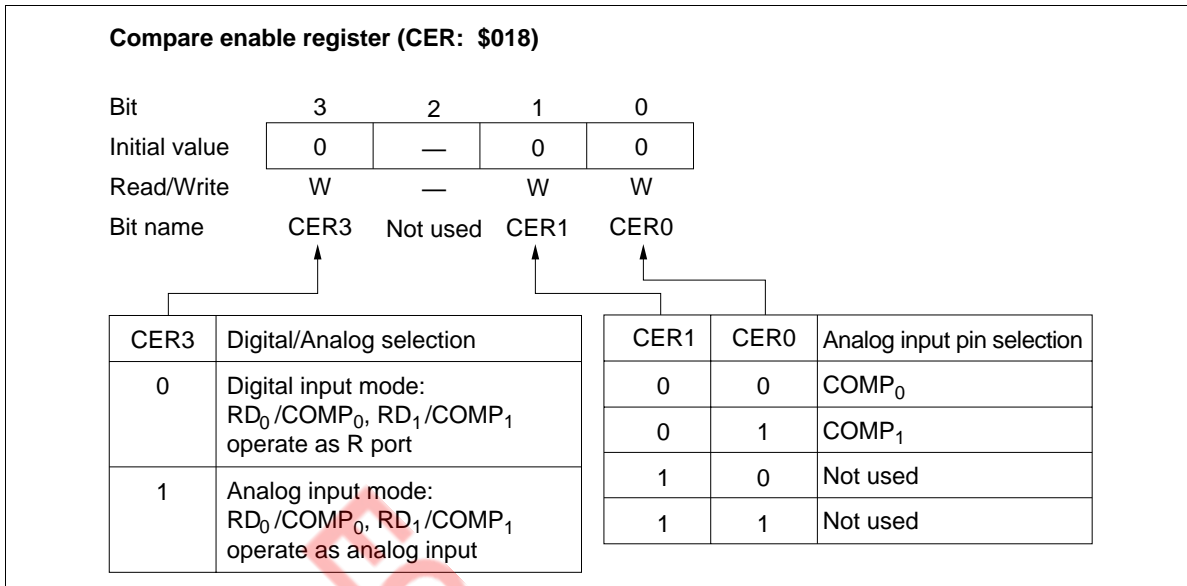 Compare enable register (CER: $018)
Bit 3 2 1 0
Initial value 0 — 0 0
Read/Write W — W W
Bit name CER3 Not used CER1 CER0
CER3 Digital/Analog selection
0 Digital input mode:
RD0/COMP0, RD1/COMP1
operate as R port
1 Analog input mode:
RD0/COMP0, RD1/COMP1
operate as analog input
CER1 CER0 Analog input pin selection
0 0 COMP0
0 1 COMP1
1 0 Not used
1 1 Not used